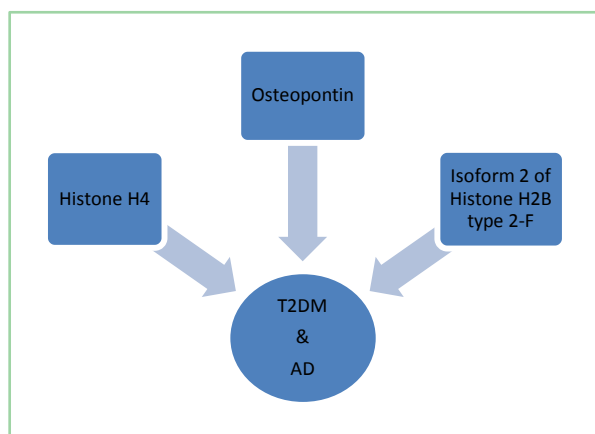 Osteopontin
Histone H4
Isoform 2 of
Histone H2B
type 2-F
T2DM
&
AD